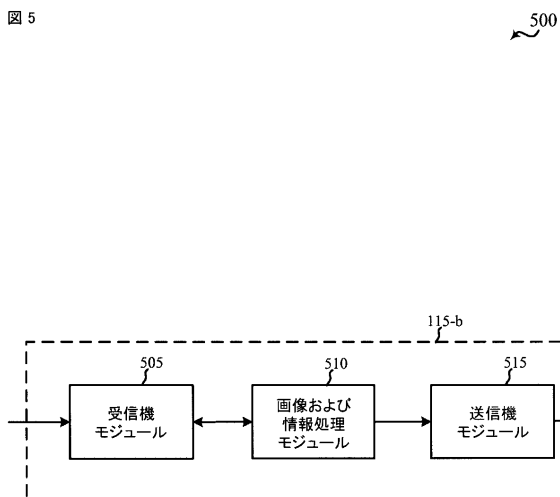 図 5
500
115-b
505
510
515
受信機
モジュール
画像および
情報処理
モジュール
送信機
モジュール